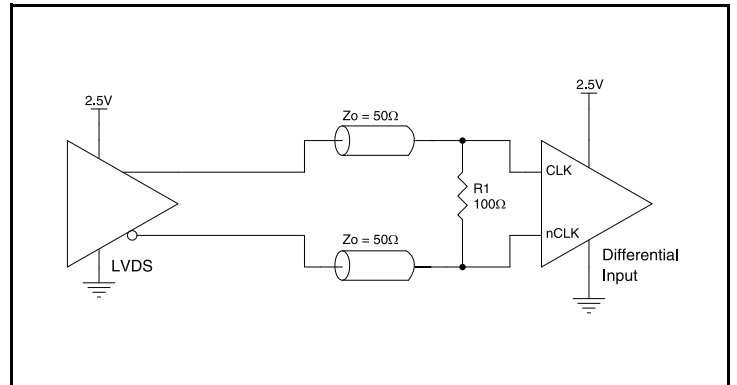 2.5V
2.5V
Zo = 50Ω
CLK
R1
100Ω
nCLK
Zo = 50Ω
LVDS
Differential
Input